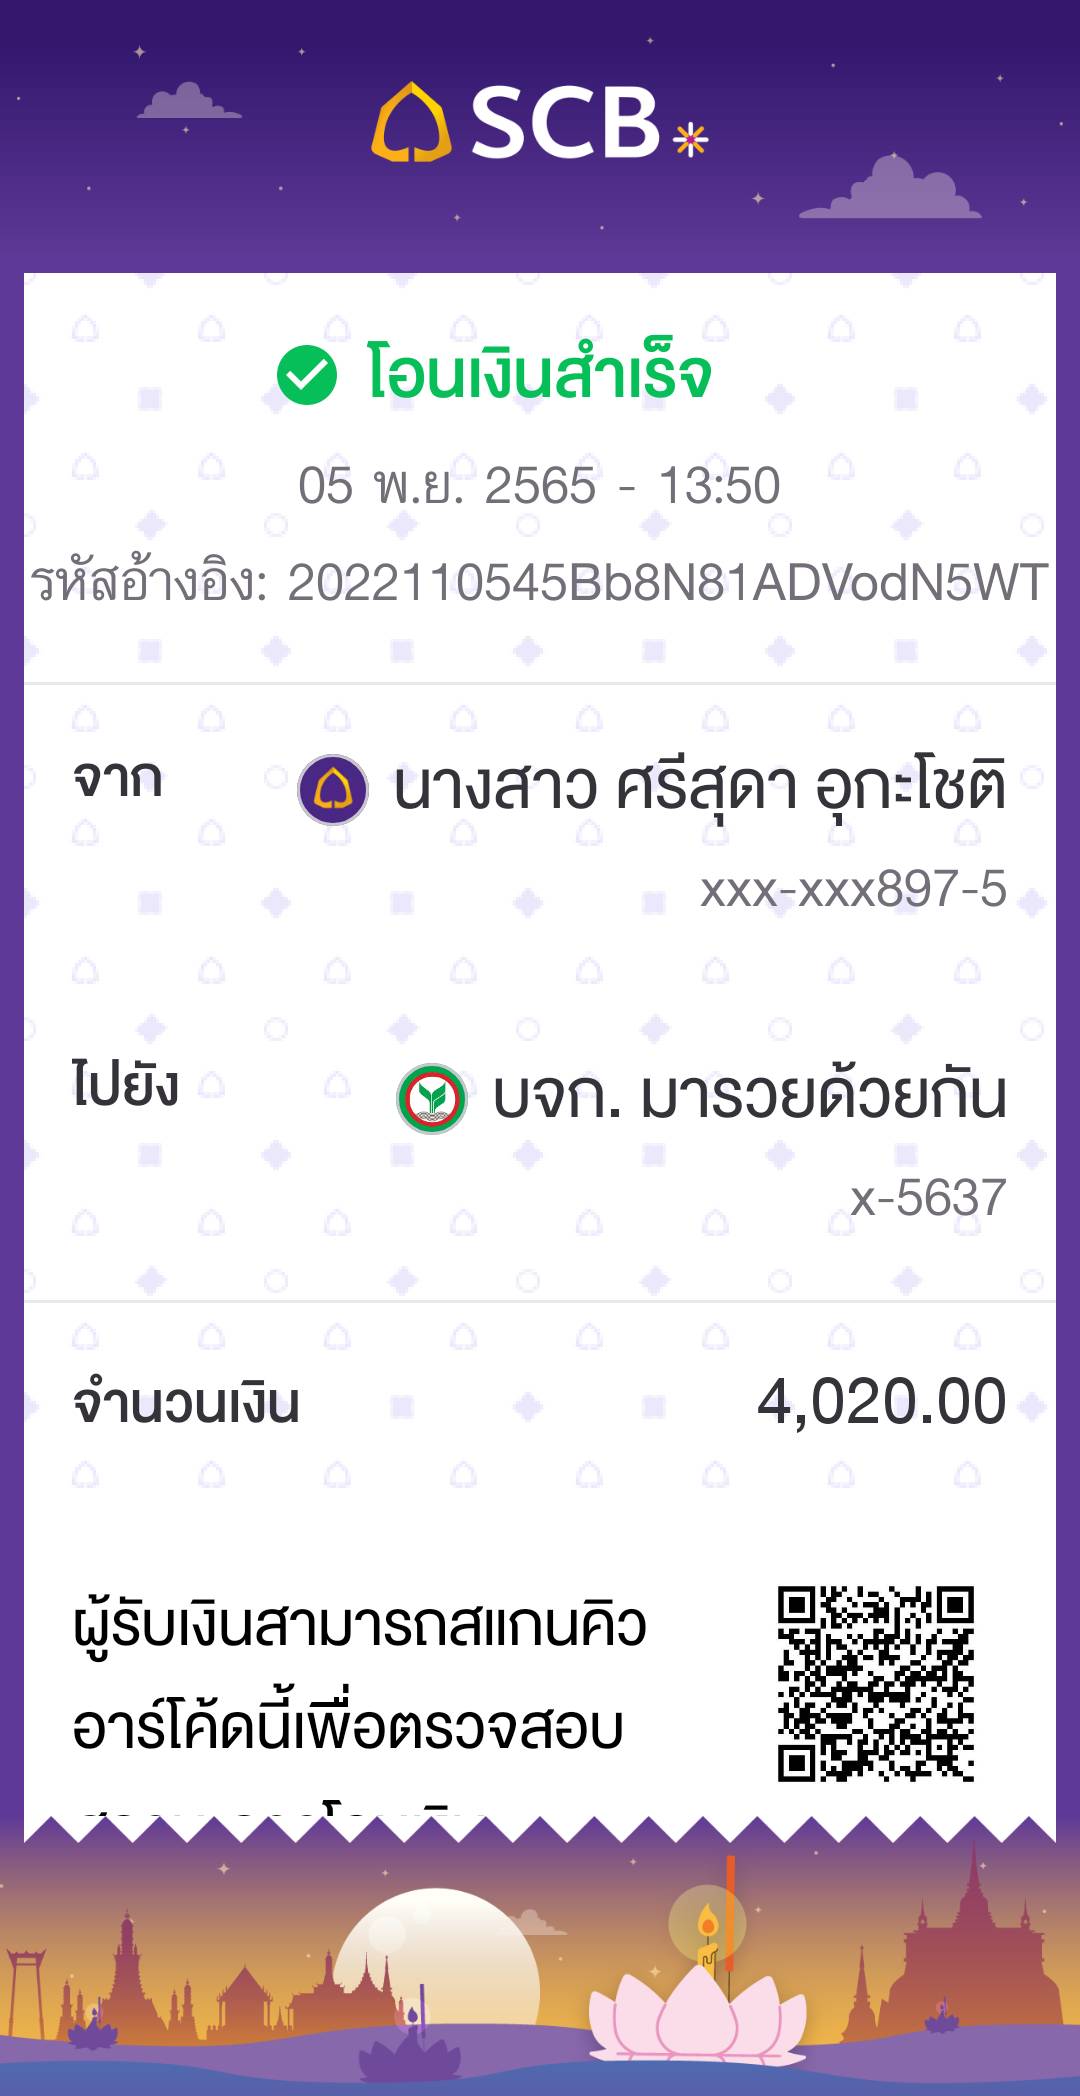 SCB
โอนเงินสำเร็จ
05 พ.ย. 2565 - 13:50
รหัสอ้างอิง: 2022110545Bb8N81ADVodN5WT
จาก
นางสาว ศรีสุดา อุกะโชติ
xxx-xxx897-5
ไปยัง
บจก. มารวยด้วยกัน
x-5637
จำนวนเงิน 4,020.00
ผู้รับเงินสามารถสแกนคิว
อาร์โค้ดนี้เพื่อตรวจสอบ